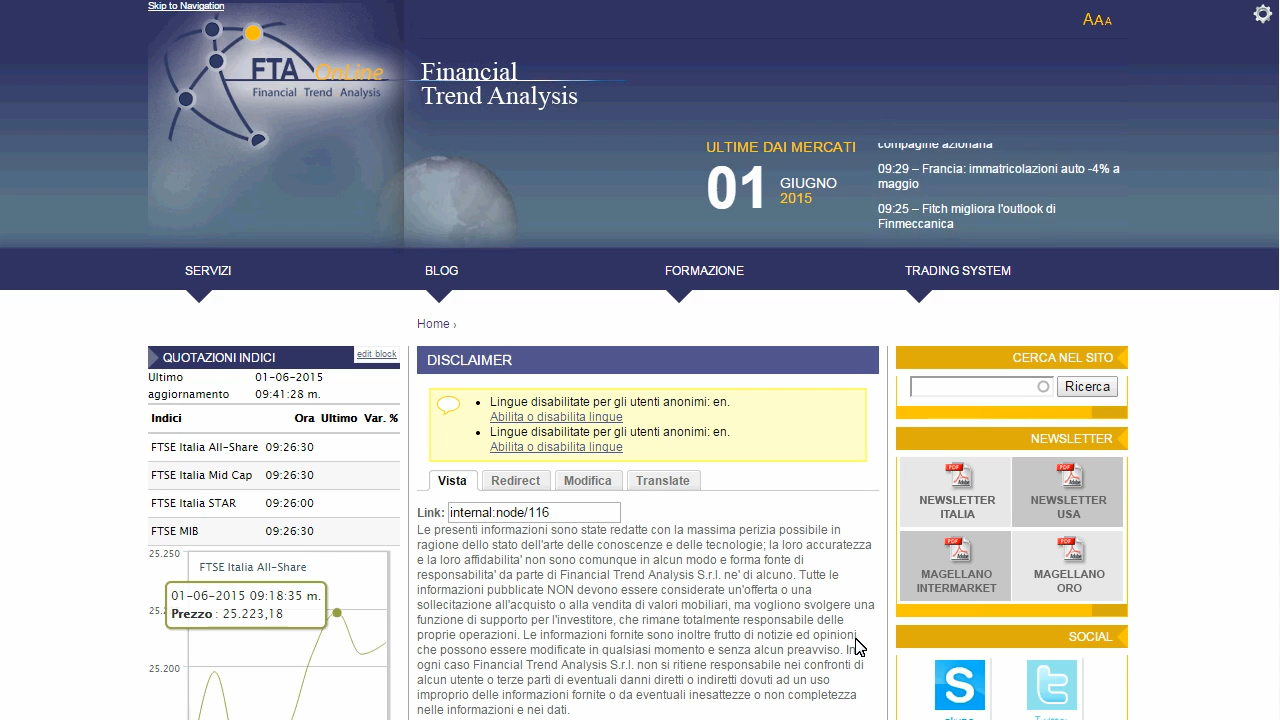 Skip to Navigation
AAA
FTA OnLine
Financial Trend Analysis
Financial
Trend Analysis
ULTIME DAI MERCATI
01
GIUGNO
2015
compagine azionaria
09:29 – Francia: immatricolazioni auto -4% a
maggio
09:25 – Fitch migliora l'outlook di
Finmeccanica
SERVIZI
BLOG
FORMAZIONE
TRADING SYSTEM
Home ›
QUOTAZIONI INDICI
edit block
Ultimo 01-06-2015
aggiornamento 09:41:28 m.
Indici Ora Ultimo Var. %
FTSE Italia All-Share 09:26:30
FTSE Italia Mid Cap 09:26:30
FTSE Italia STAR 09:26:00
FTSE MIB 09:26:30
25.250
FTSE Italia All-Share
01-06-2015 09:18:35 m.
Prezzo : 25.223,18
25.200
DISCLAIMER
Lingue disabilitate per gli utenti anonimi: en.
Abilita o disabilita lingue
Lingue disabilitate per gli utenti anonimi: en.
Abilita o disabilita lingue
Vista Redirect Modifica Translate
Link: internal:node/116
Le presenti informazioni sono state redatte con la massima perizia possibile in
ragione dello stato dell'arte delle conoscenze e delle tecnologie; la loro accuratezza
e la loro affidabilita' non sono comunque in alcun modo e forma fonte di
responsabilita' da parte di Financial Trend Analysis S.r.l. ne' di alcuno. Tutte le
informazioni pubblicate NON devono essere considerate un'offerta o una
sollecitazione all'acquisto o alla vendita di valori mobiliari, ma vogliono svolgere una
funzione di supporto per l'investitore, che rimane totalmente responsabile delle
proprie operazioni. Le informazioni fornite sono inoltre frutto di notizie ed opinioni
che possono essere modificate in qualsiasi momento e senza alcun preavviso. In
ogni caso Financial Trend Analysis S.r.l. non si ritiene responsabile nei confronti di
alcun utente o terze parti di eventuali danni diretti o indiretti dovuti ad un uso
improprio delle informazioni fornite o da eventuali inesattezze o non completezza
nelle informazioni e nei dati.
CERCA NEL SITO
Ricerca
NEWSLETTER
NEWSLETTER
ITALIA
NEWSLETTER
USA
MAGELLANO
INTERMARKET
MAGELLANO
ORO
SOCIAL